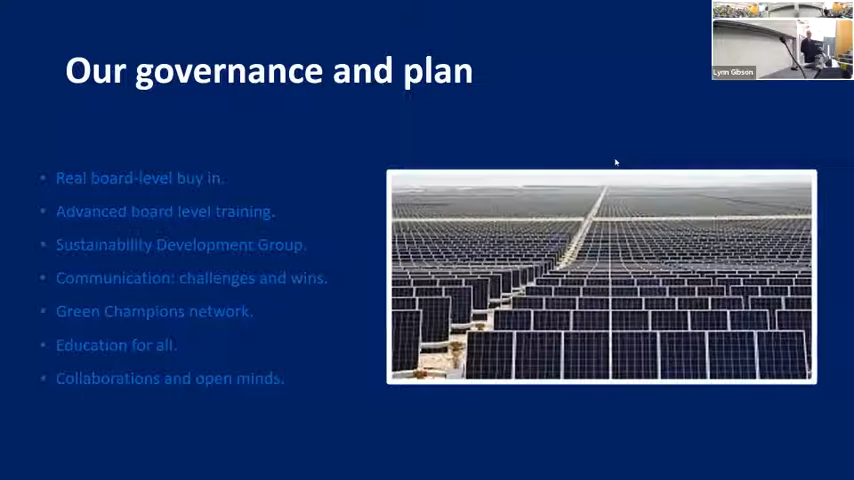 Our governance and plan
Lynn Gibson
• Real board-level buy in.
• Advanced board level training.
• Sustainability Development Group.
• Communication: challenges and wins.
• Green Champions network.
• Education for all.
• Collaborations and open minds.